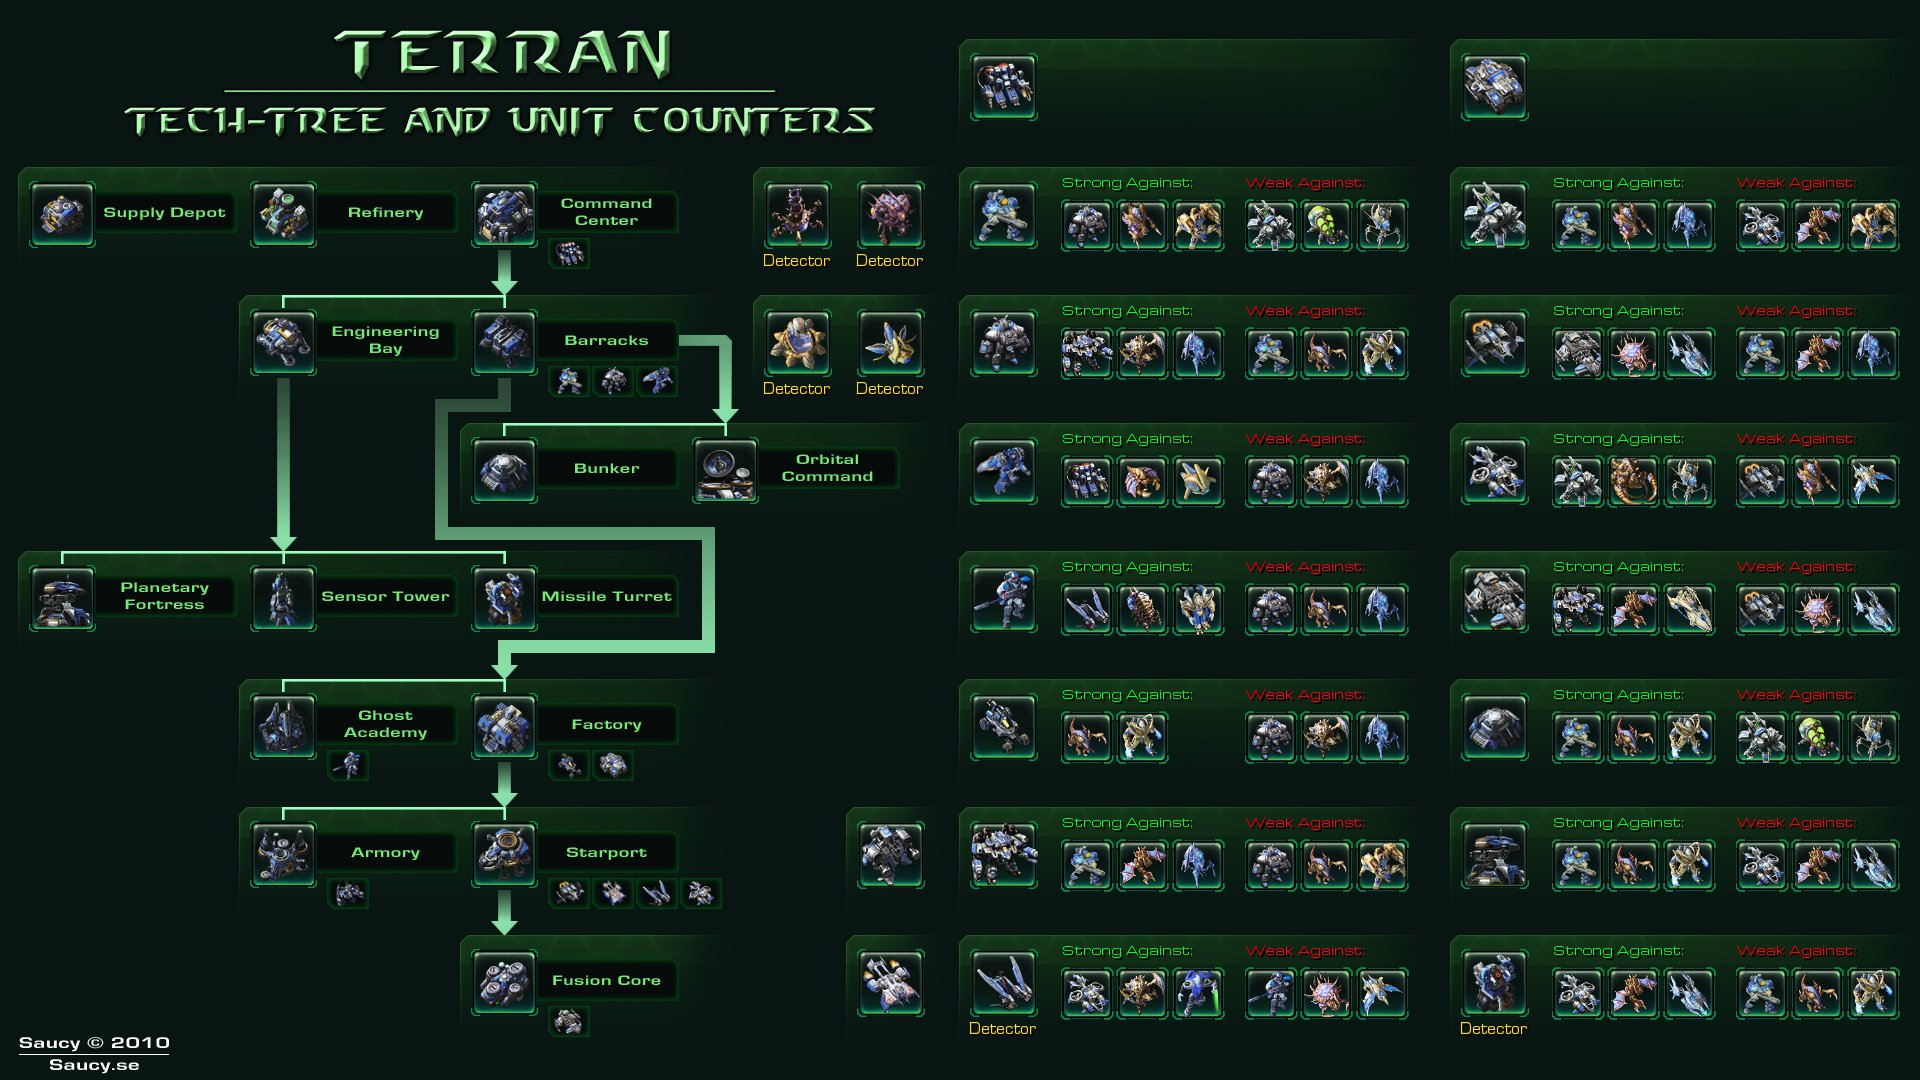 TERRAN
TECH-TREE AND UNIT COUNTERS
Supply Depot
Refinery
Command
Center
Detector
Detector
Engineering
Bay
Barracks
Detector
Detector
Bunker
Orbital
Command
Planetary
Fortress
Sensor Tower
Missile Turret
Ghost
Academy
Factory
Armory
Starport
Fusion Core
Saucy © 2010
Saucy.se
Strong Against: Weak Against:
Strong Against: Weak Against:
Strong Against: Weak Against:
Strong Against: Weak Against:
Strong Against: Weak Against:
Strong Against: Weak Against:
Strong Against: Weak Against:
Detector
Strong Against: Weak Against:
Strong Against: Weak Against:
Strong Against: Weak Against:
Strong Against: Weak Against:
Strong Against: Weak Against:
Strong Against: Weak Against:
Strong Against: Weak Against:
Detector